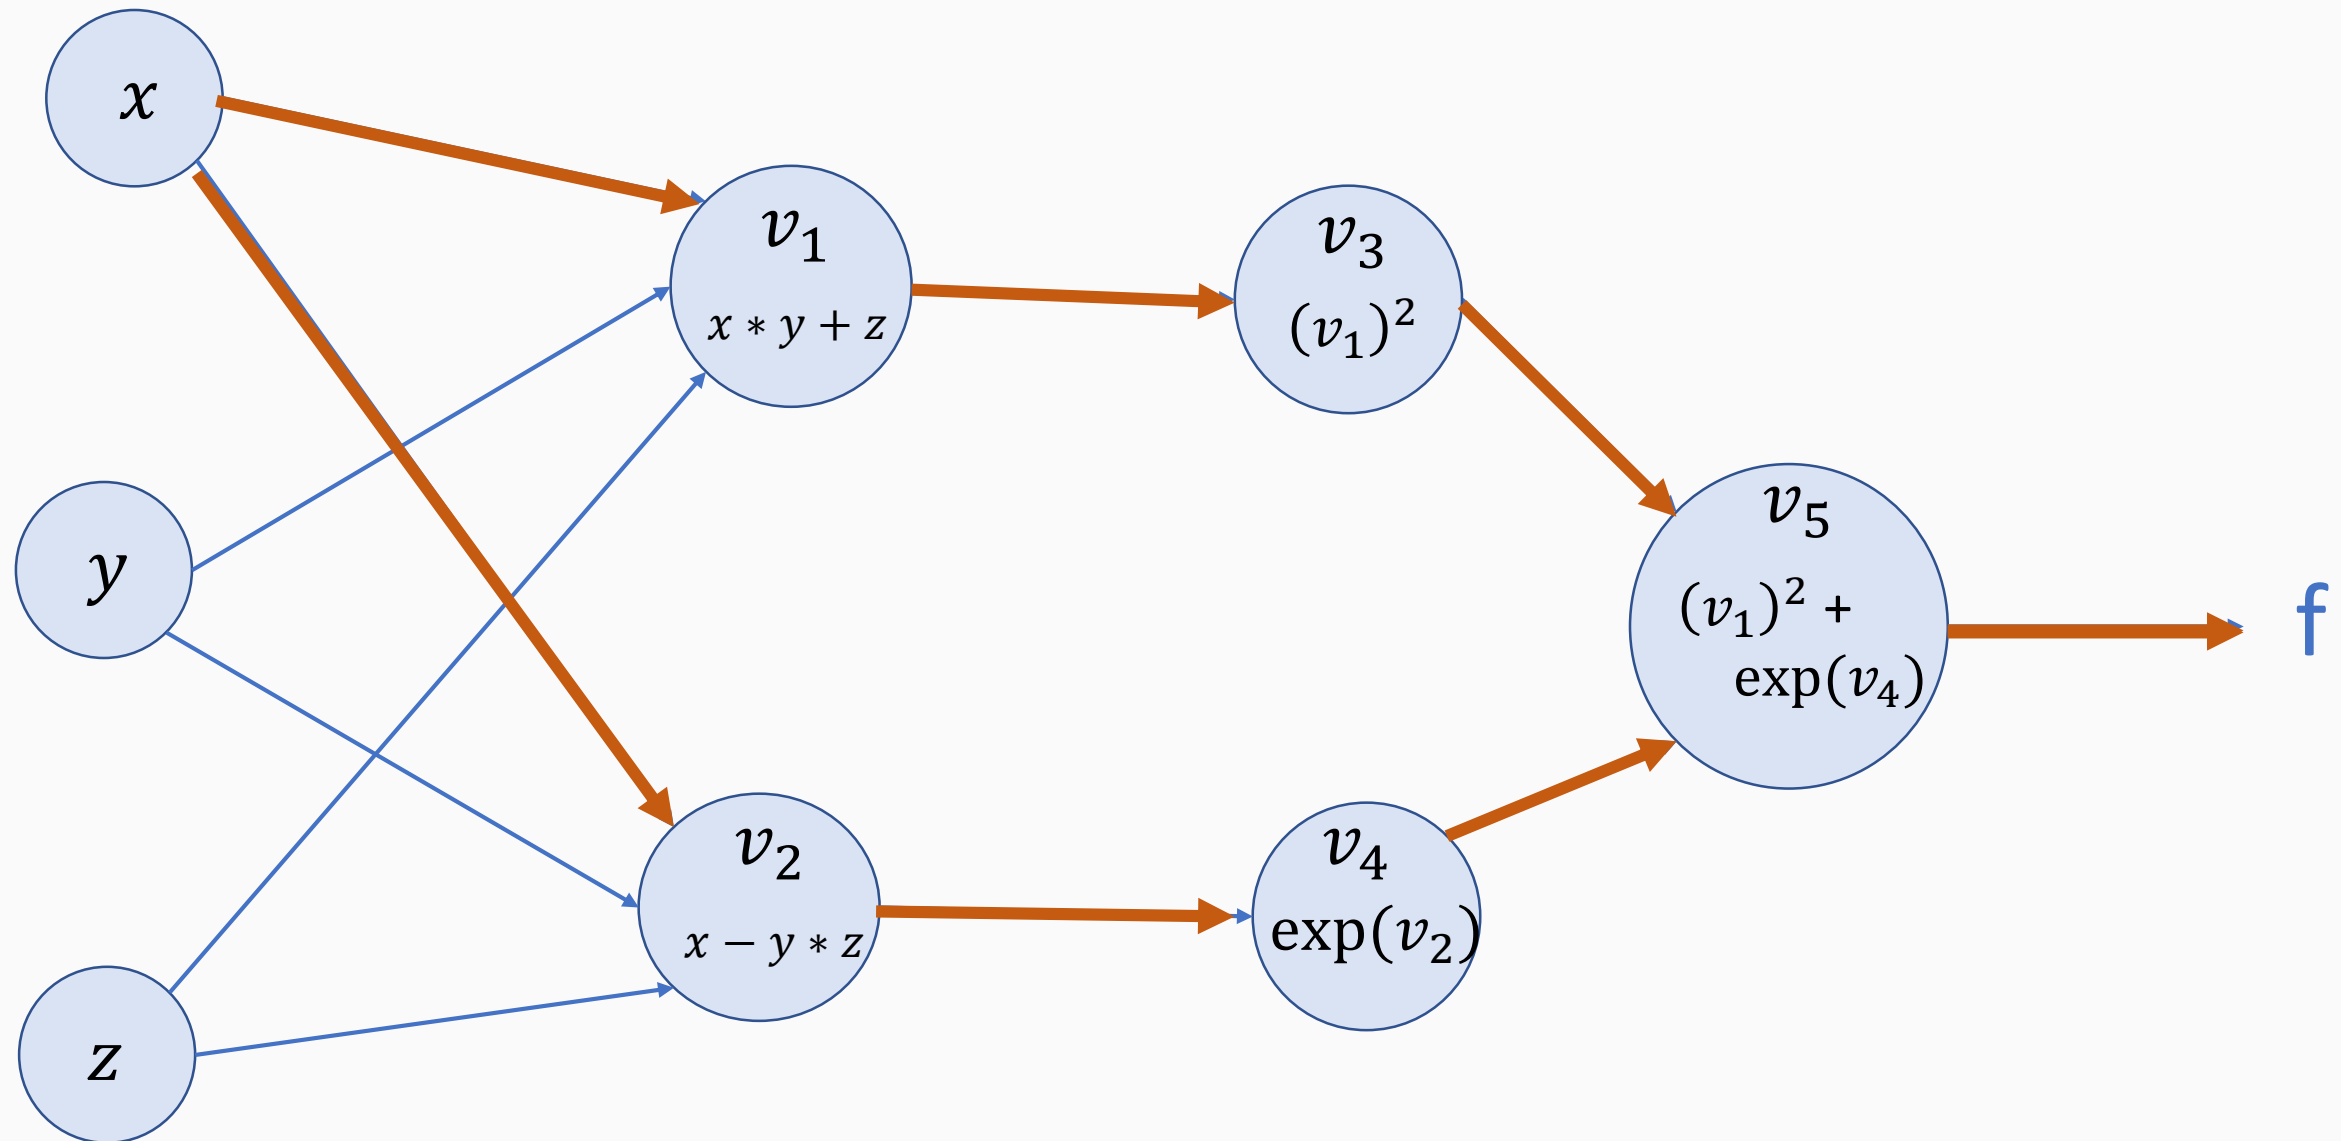 x
v₁
x ∗ y + z
v₃
(v₁)²
y
v₅
(v₁)² +
exp(v₄)
f
v₂
x − y ∗ z
v₄
exp(v₂)
z